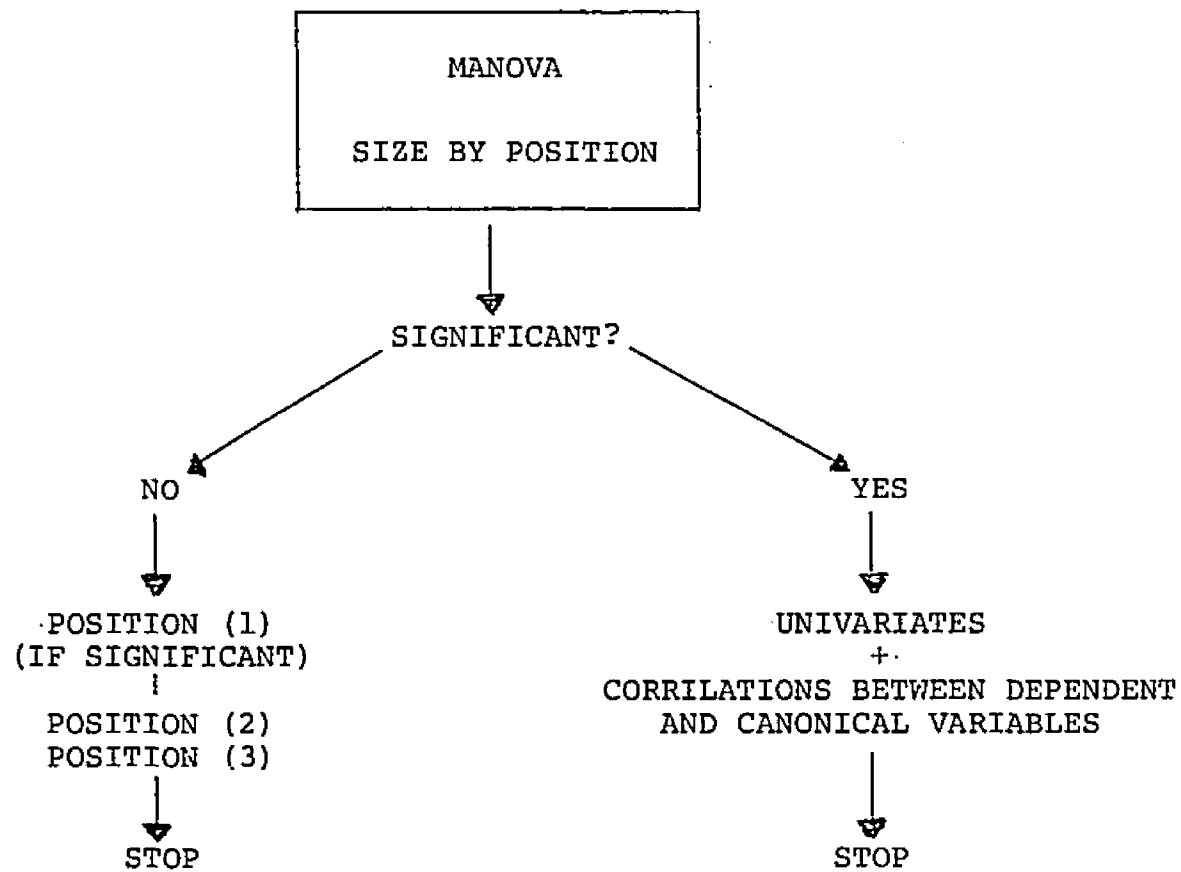 MANOVA
SIZE BY POSITION
SIGNIFICANT?
NO
YES
POSITION (1)
(IF SIGNIFICANT)
POSITION (2)
POSITION (3)
STOP
UNIVARIATES
+
CORRILATIONS BETWEEN DEPENDENT
AND CANONICAL VARIABLES
STOP